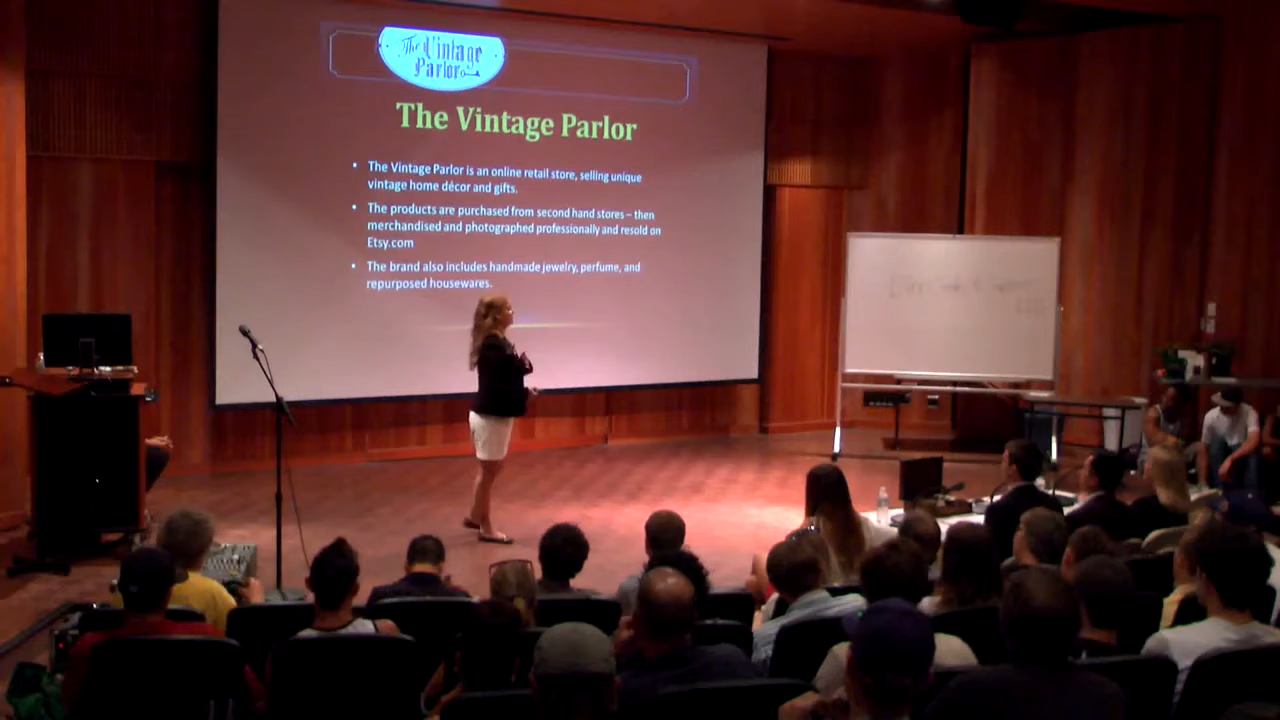 The Vintage
Parlor
The Vintage Parlor
• The Vintage Parlor is an online retail store, selling unique
vintage home décor and gifts.
• The products are purchased from second hand stores – then
merchandised and photographed professionally and resold on
Etsy.com
• The brand also includes handmade jewelry, perfume, and
repurposed housewares.